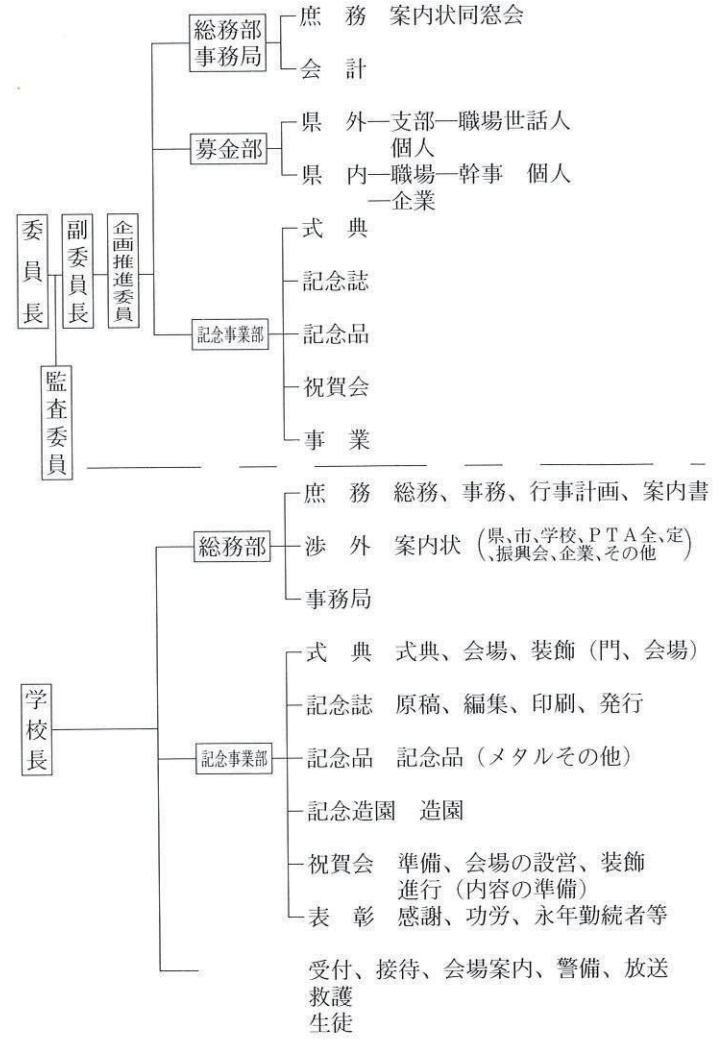 総務部
事務局
庶　務　案内状同窓会
会　計
募金部
県　外―支部―職場世話人
個人
県　内―職場―幹事　個人
―企業
委員長
副委員長
企画推進委員
監査委員
記念事業部
式　典
記念誌
記念品
祝賀会
事　業
学校長
総務部
庶　務　総務、事務、行事計画、案内書
渉　外　案内状（県、市、学校、ＰＴＡ全、定
、振興会、企業、その他）
事務局
記念事業部
式　典　式典、会場、装飾（門、会場）
記念誌　原稿、編集、印刷、発行
記念品　記念品（メタルその他）
記念造園　造園
祝賀会　準備、会場の設営、装飾
進行（内容の準備）
表　彰　感謝、功労、永年勤続者等
受付、接待、会場案内、警備、放送
救護
生徒